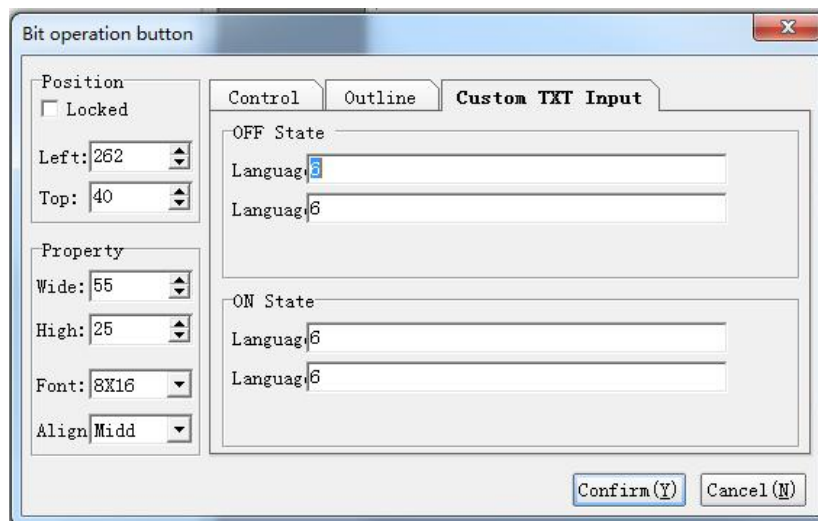 Bit operation button
Position
Locked
Left: 262
Top: 40
Property
Wide: 55
High: 25
Font: 8X16
Align Midd
Control Outline Custom TXT Input
OFF State
Languag 6
Languag 6
ON State
Languag 6
Languag 6
Confirm(Y) Cancel(N)